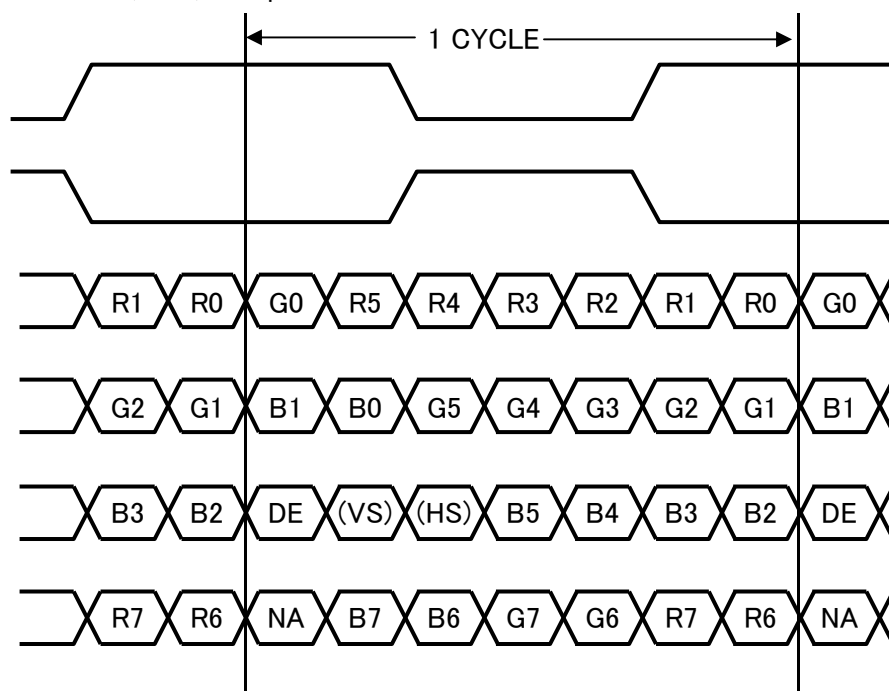 1 CYCLE
R1 R0 G0 R5 R4 R3 R2 R1 R0 G0
G2 G1 B1 B0 G5 G4 G3 G2 G1 B1
B3 B2 DE (VS) (HS) B5 B4 B3 B2 DE
R7 R6 NA B7 B6 G7 G6 R7 R6 NA